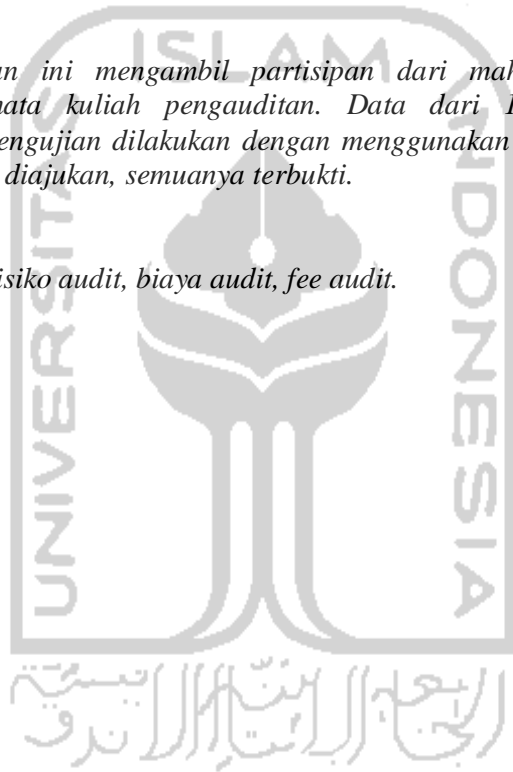 ISLAM
an ini mengambil partisipan dari mah
nata kuliah pengauditan. Data dari I
engujian dilakukan dengan menggunakan
diajukan, semuanya terbukti.
isiko audit, biaya audit, fee audit.
UNIVERSITAS
INDONESIA